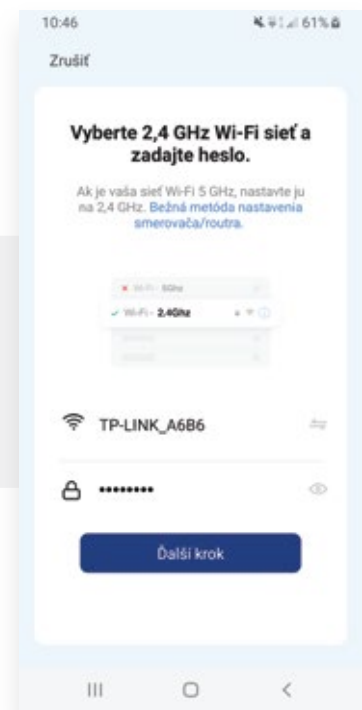 10:46 61%
Zrušiť
Vyberte 2,4 GHz Wi-Fi sieť a
zadajte heslo.
Ak je vaša sieť Wi-Fi 5 GHz, nastavte ju
na 2,4 GHz. Bežná metóda nastavenia
smerovača/routra.
Wi-Fi - 5Ghz
Wi-Fi - 2.4Ghz
TP-LINK_A6B6
••••••••
Ďalší krok